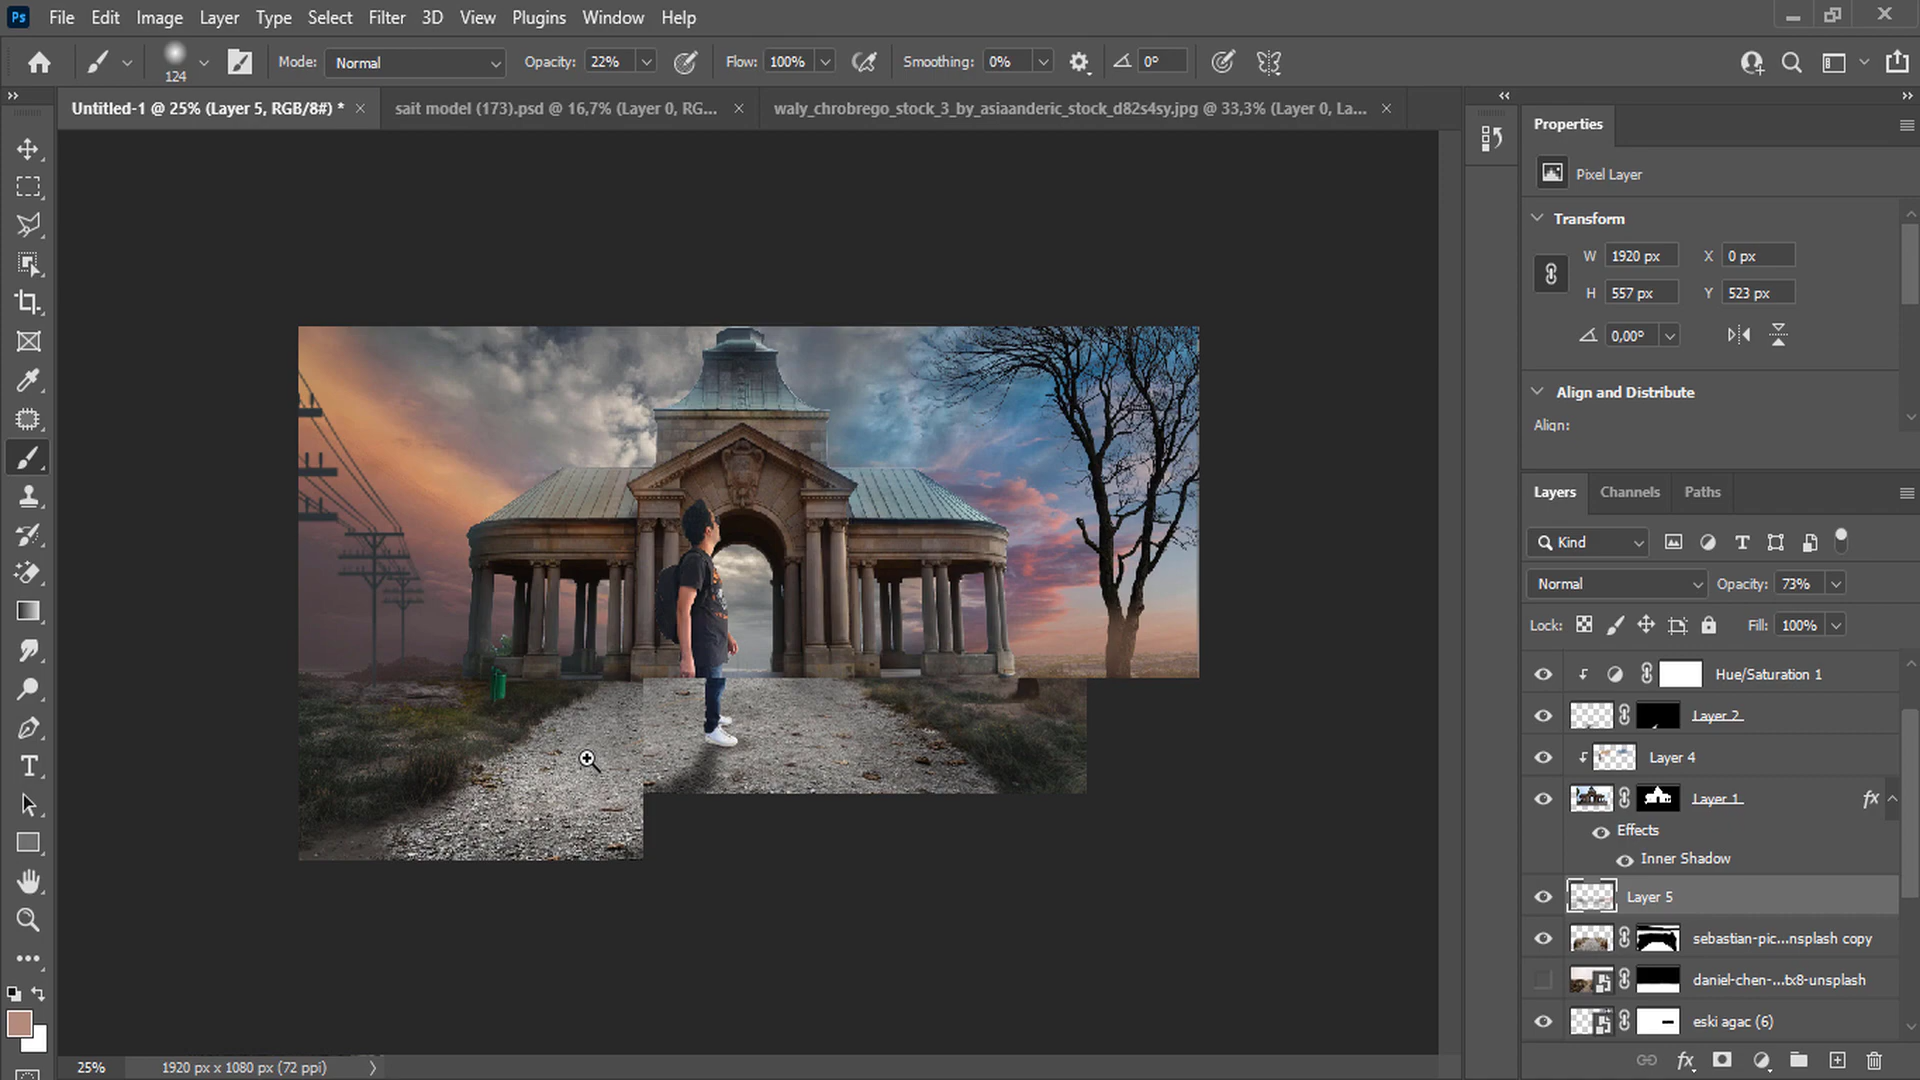 Ps File Edit Image Layer Type Select Filter 3D View Plugins Window Help
124 Mode: Normal Opacity: 22% Flow: 100% Smoothing: 0% 0°
Untitled-1 @ 25% (Layer 5, RGB/8#) * sait model (173).psd @ 16,7% (Layer 0, RG... waly_chrobrego_stock_3_by_asiaanderic_stock_d82s4sy.jpg @ 33,3% (Layer 0, La...
Properties
Pixel Layer
Transform
W 1920 px X 0 px
H 557 px Y 523 px
0,00°
Align and Distribute
Align:
Layers Channels Paths
Kind
Normal Opacity: 73%
Lock: Fill: 100%
Hue/Saturation 1
Layer 2
Layer 4
Layer 1 fx
Effects
Inner Shadow
Layer 5
sebastian-pic...nsplash copy
daniel-chen-...tx8-unsplash
eski agac (6)
fx
25% 1920 px x 1080 px (72 ppi)